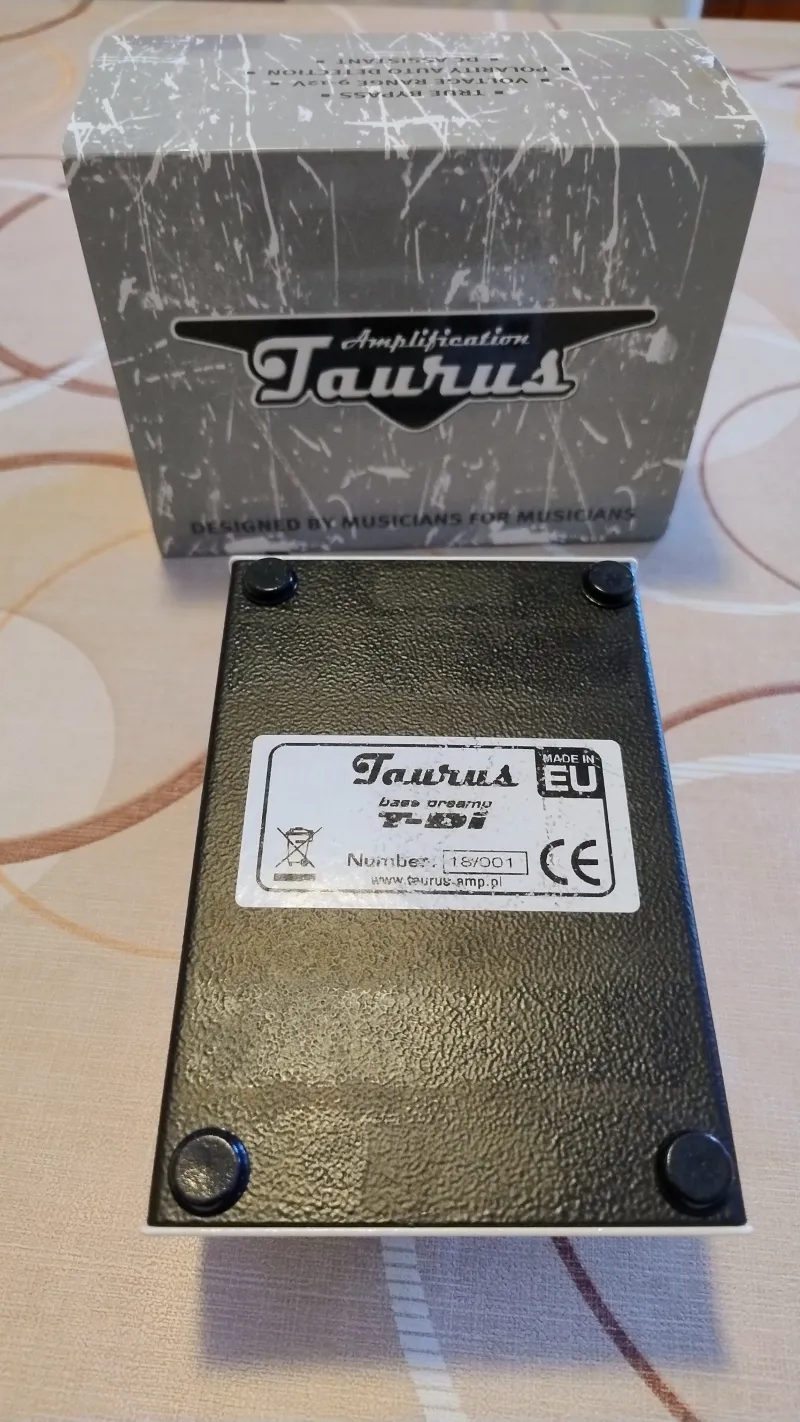 TRUE BYPASS
VOLTAGE RANGE 9-12V
POLARITY AUTO DETECTION
DC ASSISTANT
Amplification
Taurus
DESIGNED BY MUSICIANS FOR MUSICIANS
Taurus
MADE IN
EU
bass preamp
T-Di
Number: 18/001
CE
www.taurus-amp.pl